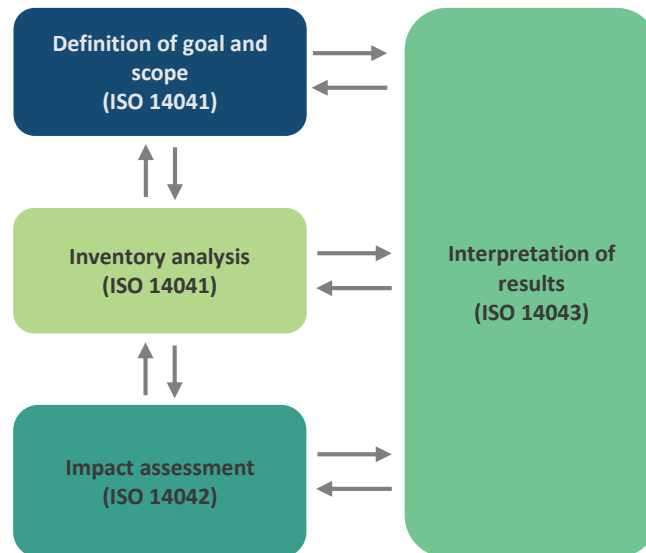 Definition of goal and
scope
(ISO 14041)
Inventory analysis
(ISO 14041)
Interpretation of
results
(ISO 14043)
Impact assessment
(ISO 14042)